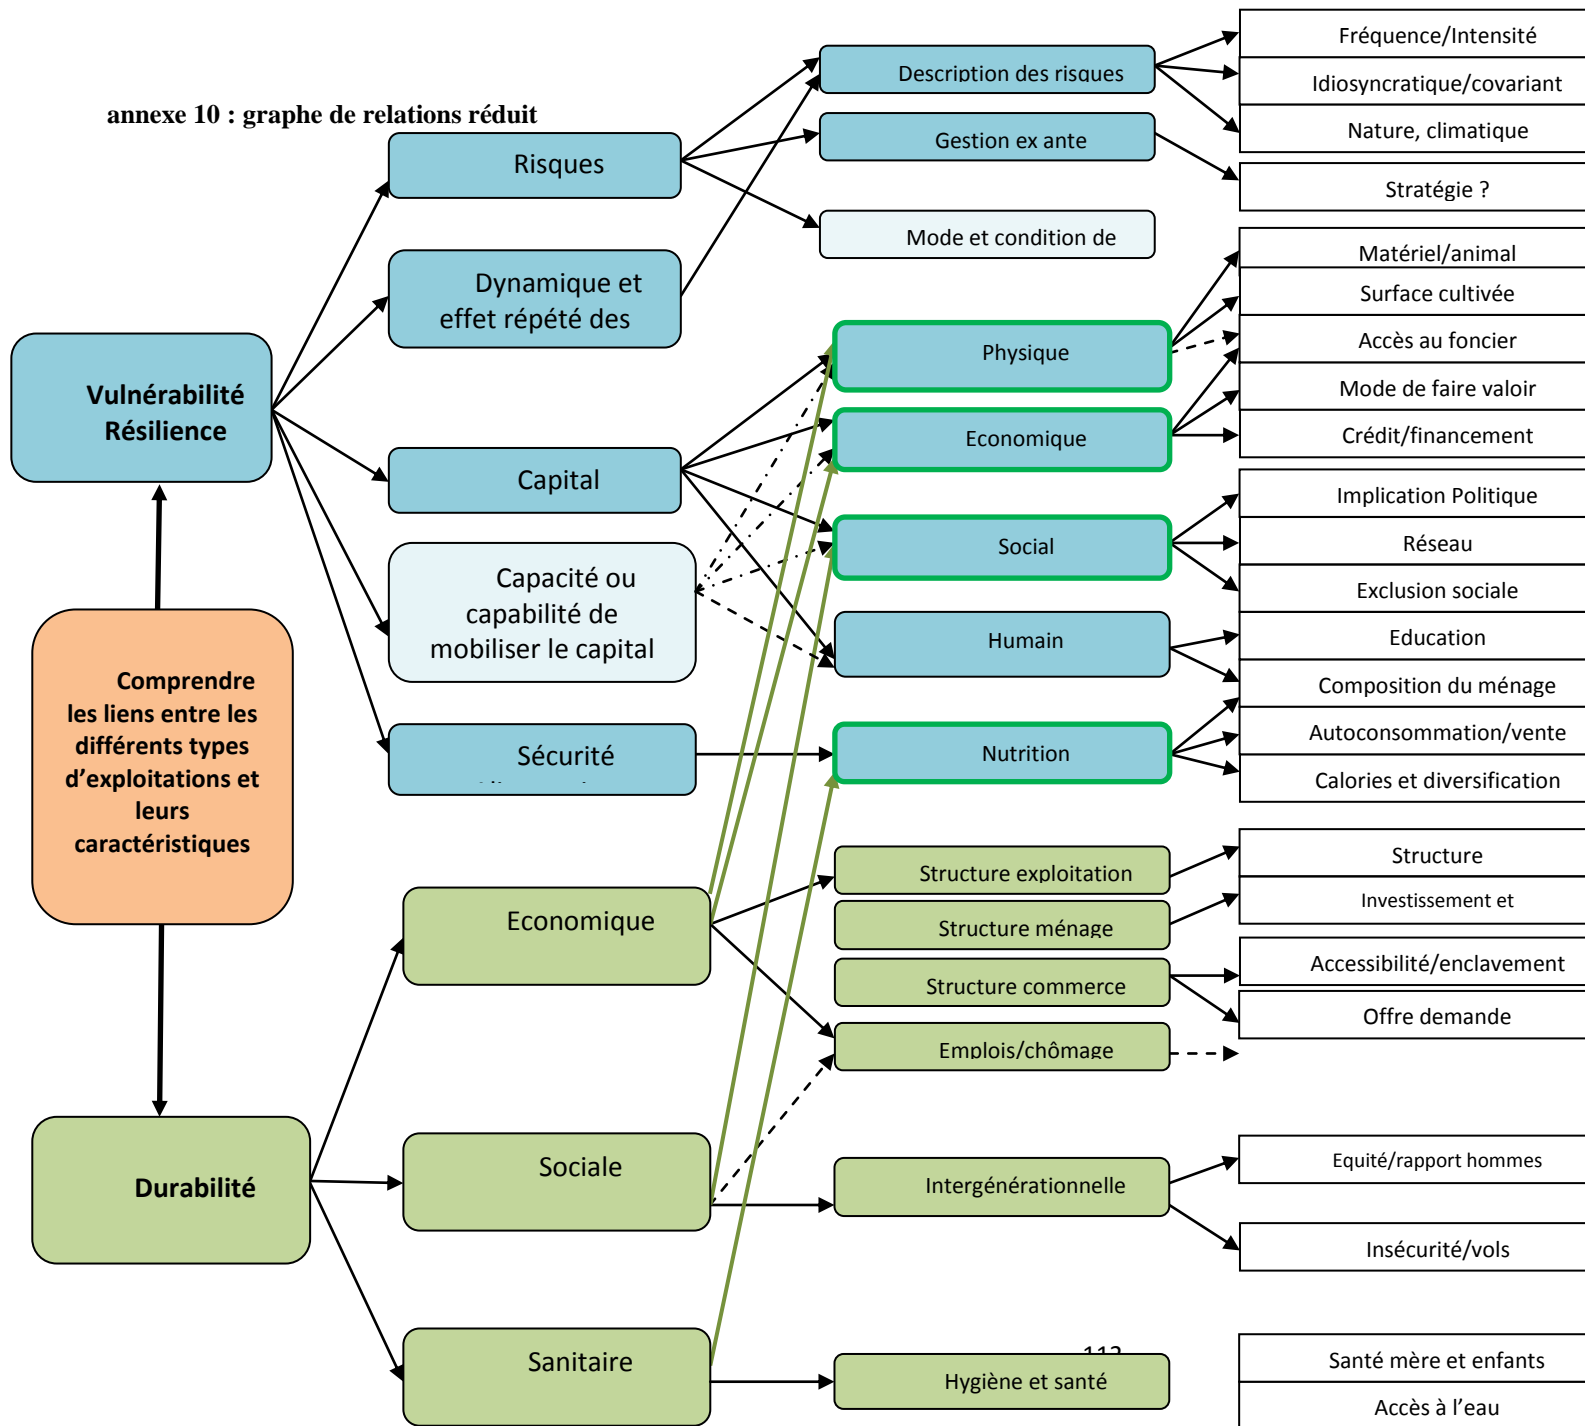 annexe 10 : graphe de relations réduit
Vulnérabilité
Résilience
Comprendre
les liens entre les
différents types
d’exploitations et
leurs
caractéristiques
Durabilité
Risques
Dynamique et
effet répété des
Capital
Capacité ou
capabilité de
mobiliser le capital
Sécurité
Economique
Sociale
Sanitaire
Description des risques
Gestion ex ante
Mode et condition de
Physique
Economique
Social
Humain
Nutrition
Structure exploitation
Structure ménage
Structure commerce
Emplois/chômage
Intergénérationnelle
Hygiène et santé
Fréquence/Intensité
Idiosyncratique/covariant
Nature, climatique
Stratégie ?
Matériel/animal
Surface cultivée
Accès au foncier
Mode de faire valoir
Crédit/financement
Implication Politique
Réseau
Exclusion sociale
Education
Composition du ménage
Autoconsommation/vente
Calories et diversification
Structure
Investissement et
Accessibilité/enclavement
Offre demande
Equité/rapport hommes
Insécurité/vols
Santé mère et enfants
Accès à l’eau